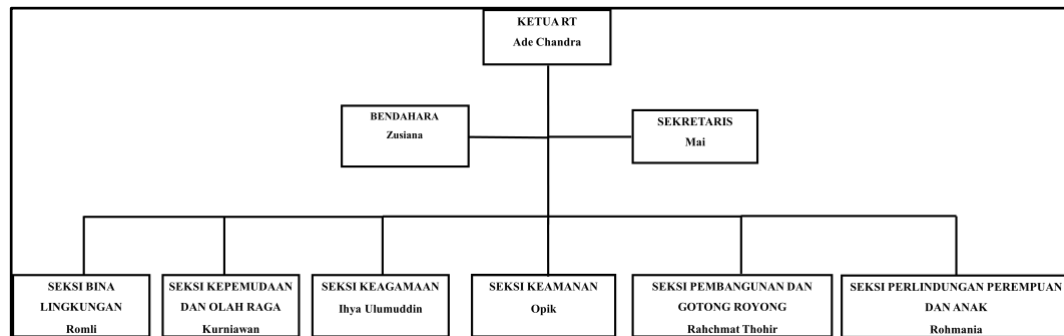 KETUA RT
Ade Chandra
BENDAHARA
Zusiana
SEKRETARIS
Mai
SEKSI BINA
LINGKUNGAN
Romli
SEKSI KEPEMUDAAN
DAN OLAH RAGA
Kurniawan
SEKSI KEAGAMAAN
Ihya Ulumuddin
SEKSI KEAMANAN
Opik
SEKSI PEMBANGUNAN DAN
GOTONG ROYONG
Rahchmat Thohir
SEKSI PERLINDUNGAN PEREMPUAN
DAN ANAK
Rohmania